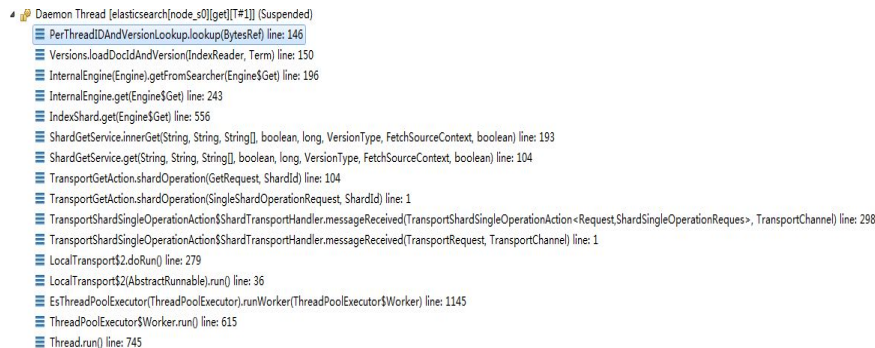 Daemon Thread [elasticsearch[node_s0][get][T#1]] (Suspended)
PerThreadIDAndVersionLookup.lookup(BytesRef) line: 146
Versions.loadDocIdAndVersion(IndexReader, Term) line: 150
InternalEngine(Engine).getFromSearcher(Engine$Get) line: 196
InternalEngine.get(Engine$Get) line: 243
IndexShard.get(Engine$Get) line: 556
ShardGetService.innerGet(String, String, String[], boolean, long, VersionType, FetchSourceContext, boolean) line: 193
ShardGetService.get(String, String, String[], boolean, long, VersionType, FetchSourceContext, boolean) line: 104
TransportGetAction.shardOperation(GetRequest, ShardId) line: 104
TransportGetAction.shardOperation(SingleShardOperationRequest, ShardId) line: 1
TransportShardSingleOperationAction$ShardTransportHandler.messageReceived(TransportShardSingleOperationAction<Request,ShardSingleOperationReques>, TransportChannel) line: 298
TransportShardSingleOperationAction$ShardTransportHandler.messageReceived(TransportRequest, TransportChannel) line: 1
LocalTransport$2.doRun() line: 279
LocalTransport$2(AbstractRunnable).run() line: 36
EsThreadPoolExecutor(ThreadPoolExecutor).runWorker(ThreadPoolExecutor$Worker) line: 1145
ThreadPoolExecutor$Worker.run() line: 615
Thread.run() line: 745